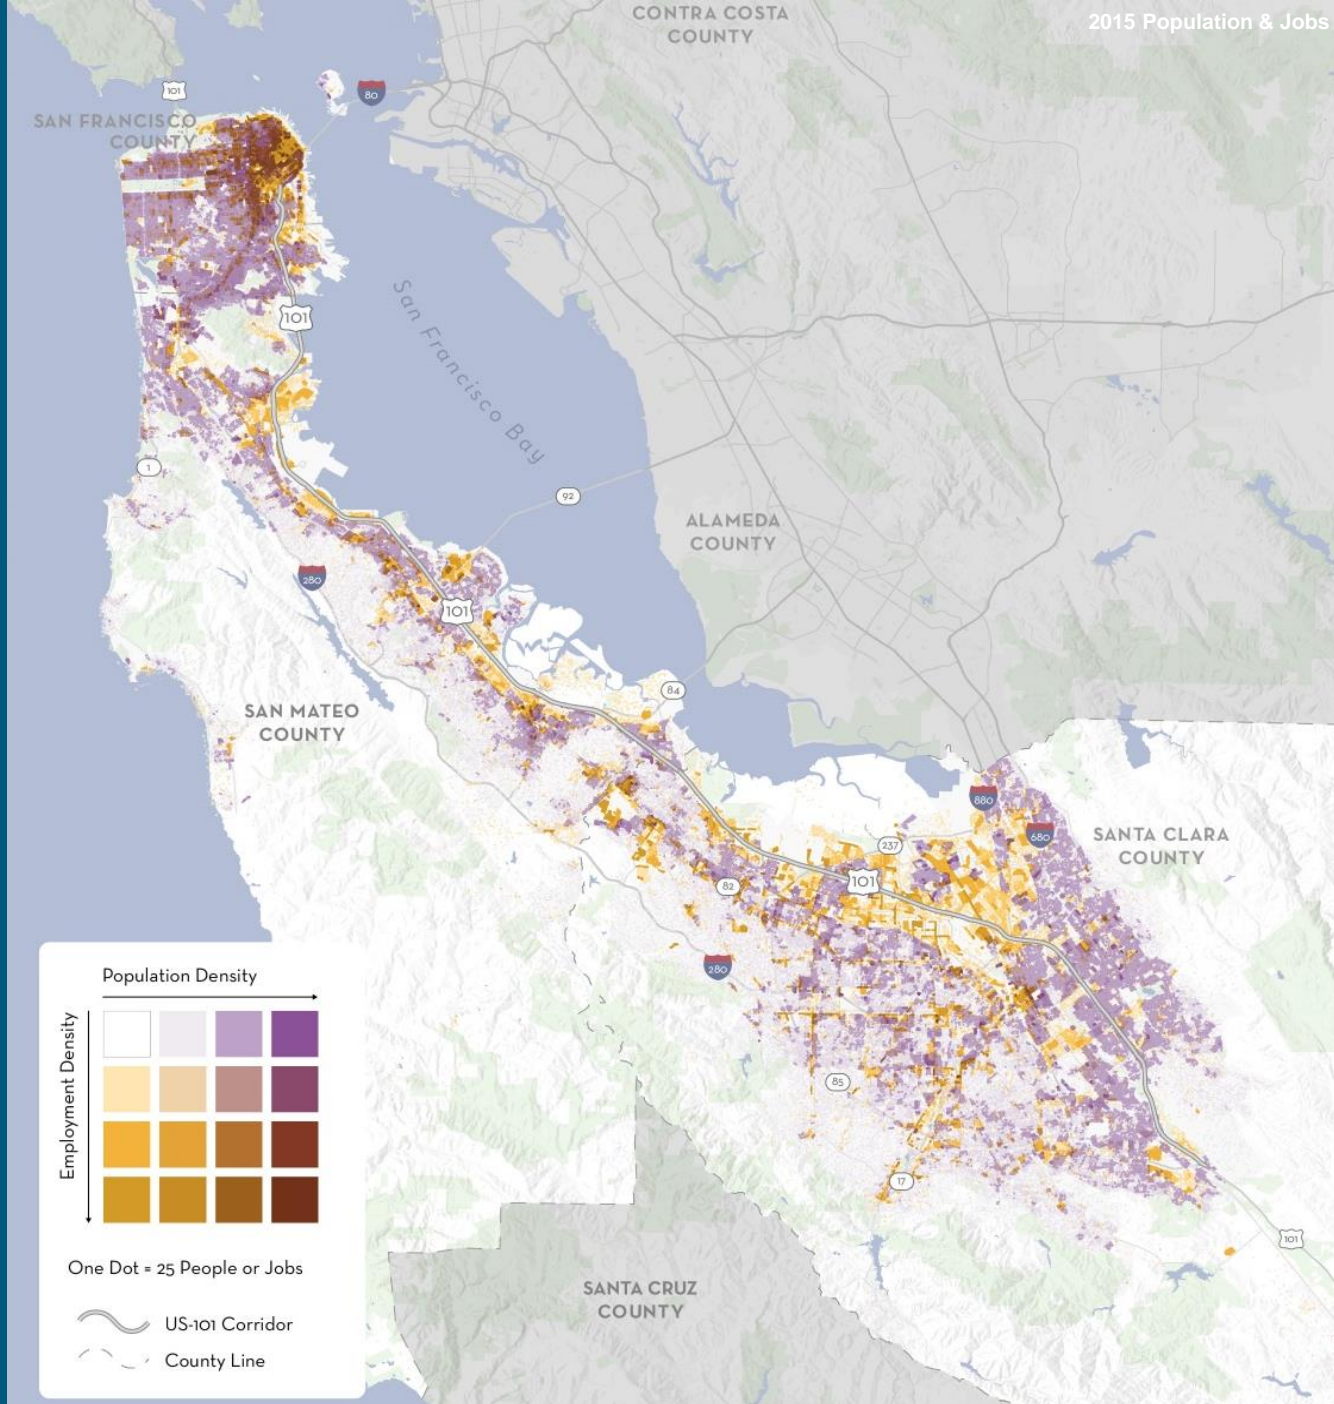 2015 Population & Jobs
CONTRA COSTA
COUNTY
101
80
SAN FRANCISCO
COUNTY
101
San Francisco Bay
1
92
ALAMEDA
COUNTY
280
101
84
SAN MATEO
COUNTY
880
680
SANTA CLARA
COUNTY
237
101
82
280
85
17
101
SANTA CRUZ
COUNTY
Population Density
Employment Density
One Dot = 25 People or Jobs
US-101 Corridor
County Line